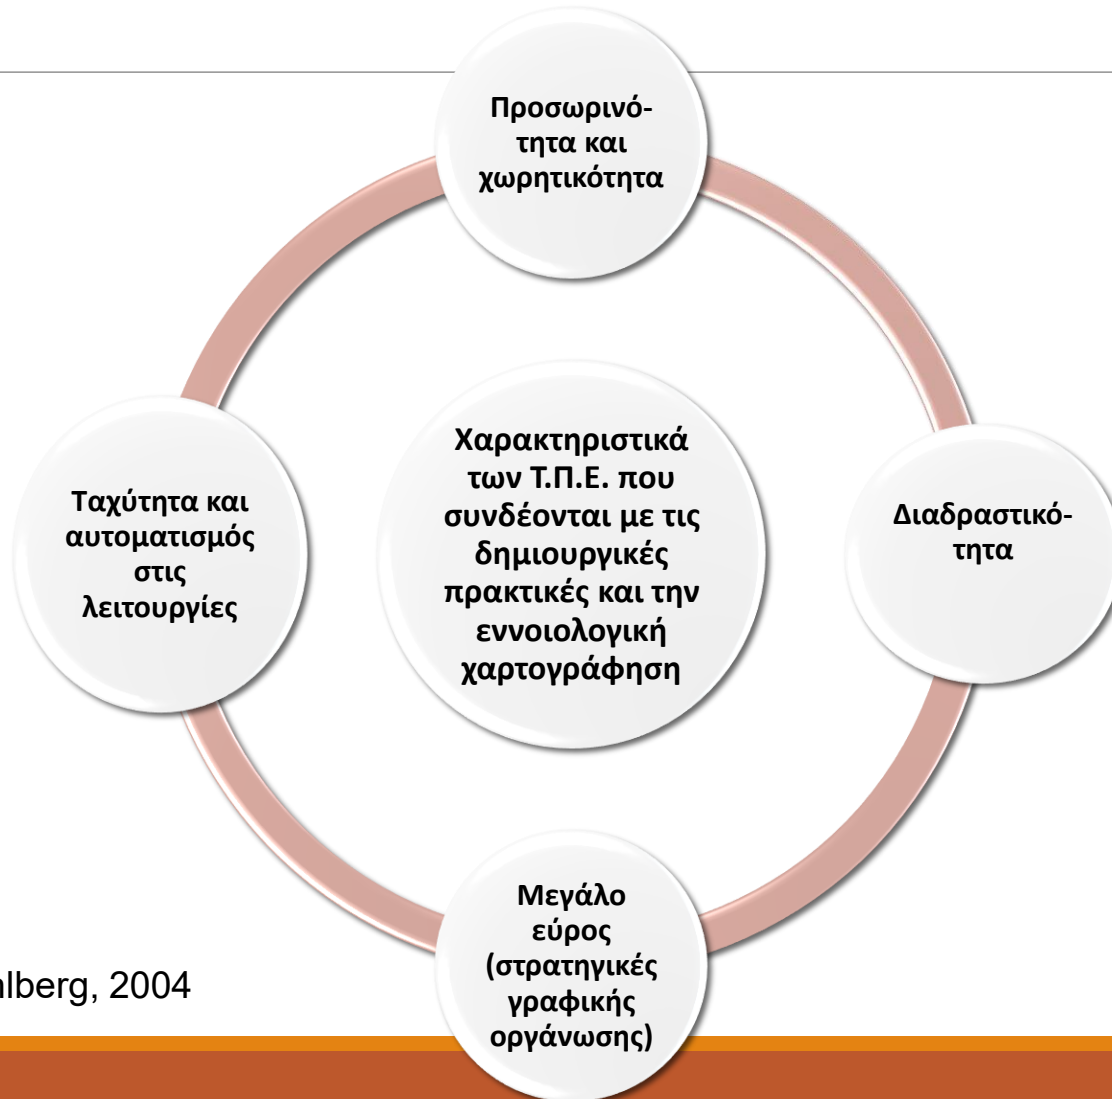 Προσωρινό-
τητα και
χωρητικότητα
Χαρακτηριστικά
των Τ.Π.Ε. που
συνδέονται με τις
δημιουργικές
πρακτικές και την
εννοιολογική
χαρτογράφηση
Ταχύτητα και
αυτοματισμός
στις
λειτουργίες
Διαδραστικό-
τητα
Μεγάλο
εύρος
(στρατηγικές
γραφικής
οργάνωσης)
hlberg, 2004